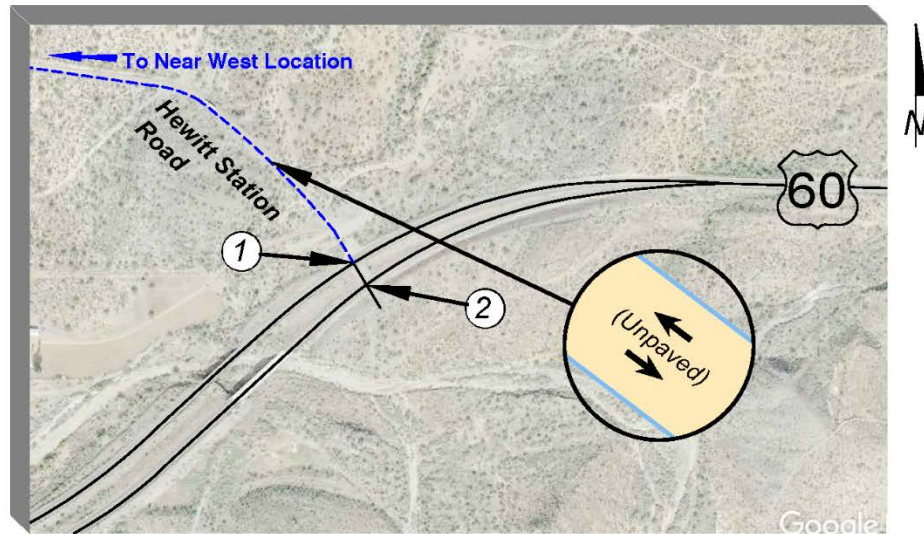 To Near West Location
N
Hewitt Station
Road
60
1
2
(Unpaved)
Google